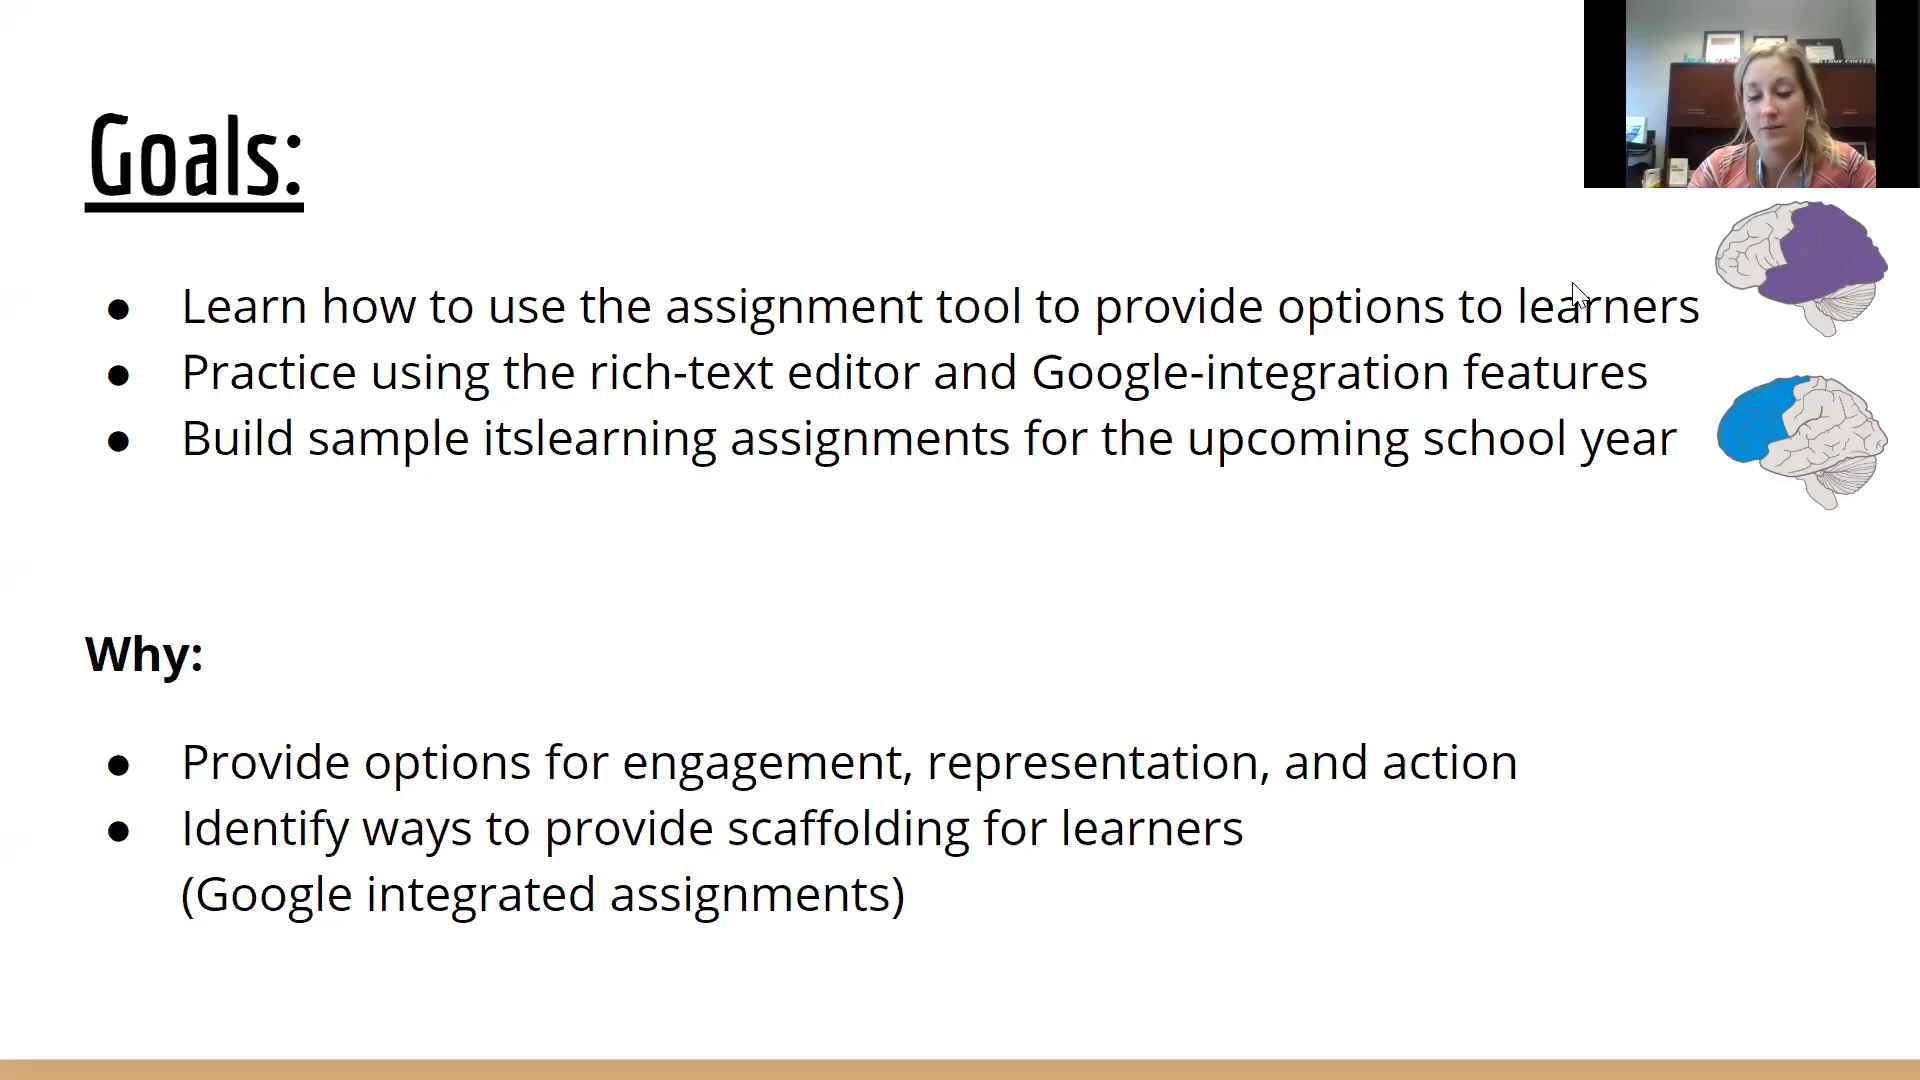 Goals:
● Learn how to use the assignment tool to provide options to learners
● Practice using the rich-text editor and Google-integration features
● Build sample itslearning assignments for the upcoming school year
Why:
● Provide options for engagement, representation, and action
● Identify ways to provide scaffolding for learners
(Google integrated assignments)